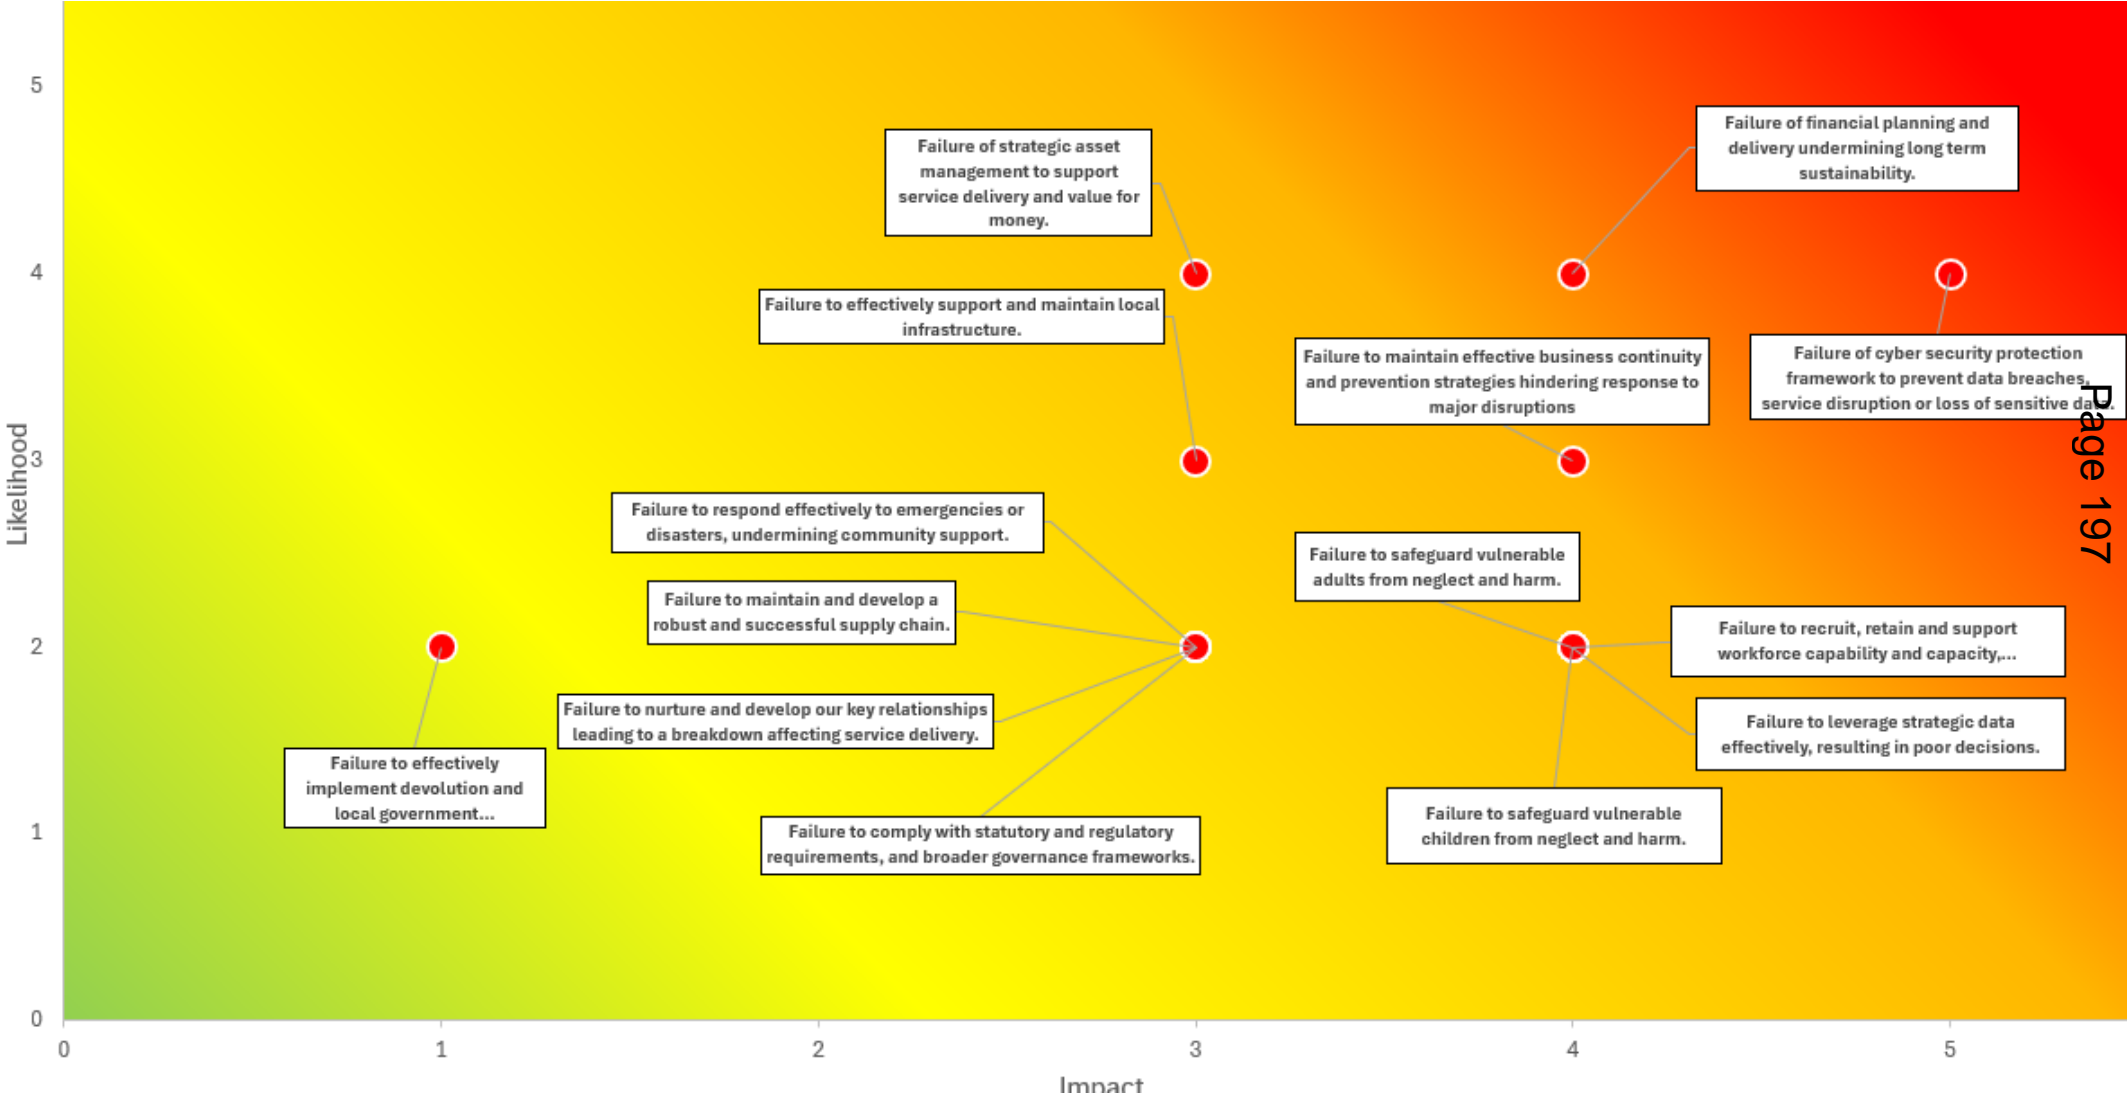 5
Failure of financial planning and
delivery undermining long term
sustainability.
Failure of strategic asset
management to support
service delivery and value for
money.
4
Failure to effectively support and maintain local
infrastructure.
Failure to maintain effective business continuity
and prevention strategies hindering response to
major disruptions
Failure of cyber security protection
framework to prevent data breaches,
service disruption or loss of sensitive data.
Page 197
Likelihood
3
Failure to respond effectively to emergencies or
disasters, undermining community support.
Failure to safeguard vulnerable
adults from neglect and harm.
Failure to maintain and develop a
robust and successful supply chain.
Failure to recruit, retain and support
workforce capability and capacity,...
2
Failure to nurture and develop our key relationships
leading to a breakdown affecting service delivery.
Failure to leverage strategic data
effectively, resulting in poor decisions.
Failure to effectively
implement devolution and
local government...
Failure to safeguard vulnerable
children from neglect and harm.
1
Failure to comply with statutory and regulatory
requirements, and broader governance frameworks.
0
0 1 2 3 4 5
Impact